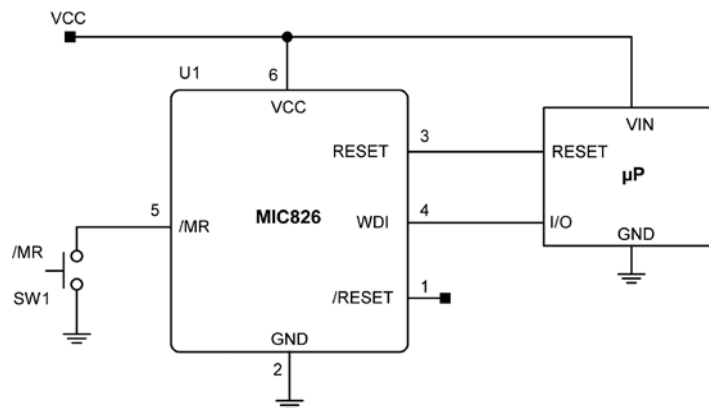 VCC
U1
6
VCC
VIN
RESET
3
RESET
µP
5
/MR
MIC826
WDI
4
I/O
/MR
GND
SW1
/RESET
1
GND
2